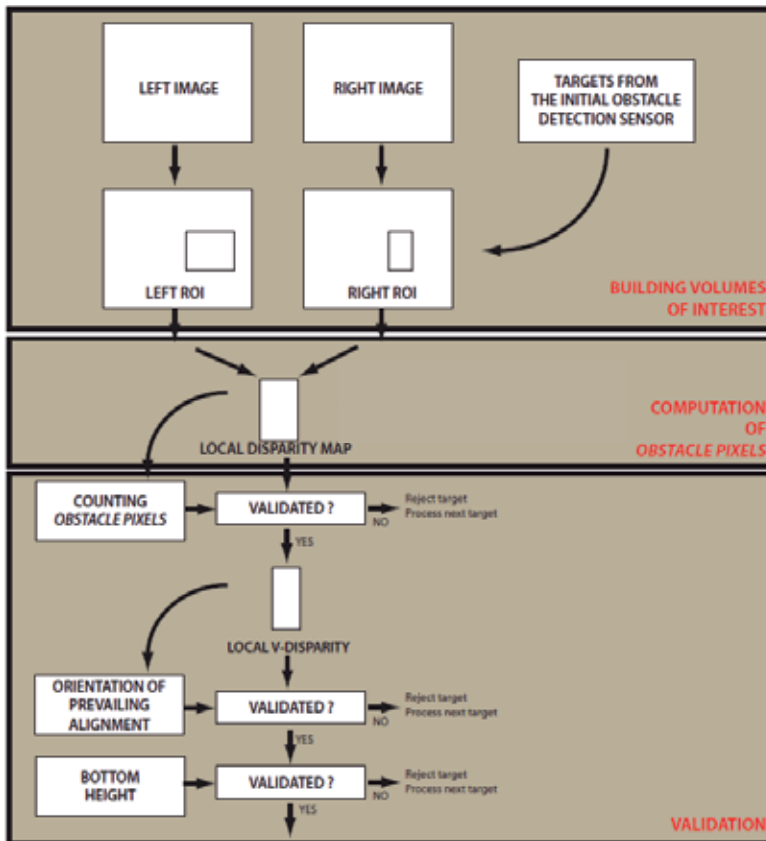 LEFT IMAGE
RIGHT IMAGE
TARGETS FROM
THE INITIAL OBSTACLE
DETECTION SENSOR
LEFT ROI
RIGHT ROI
BUILDING VOLUMES
OF INTEREST
COMPUTATION
OF
OBSTACLE PIXELS
LOCAL DISPARITY MAP
COUNTING
OBSTACLE PIXELS
VALIDATED ?
NO
Reject target
Process next target
YES
LOCAL V-DISPARITY
ORIENTATION OF
PREVAILING
ALIGNMENT
VALIDATED ?
NO
Reject target
Process next target
YES
BOTTOM
HEIGHT
VALIDATED ?
NO
Reject target
Process next target
YES
VALIDATION